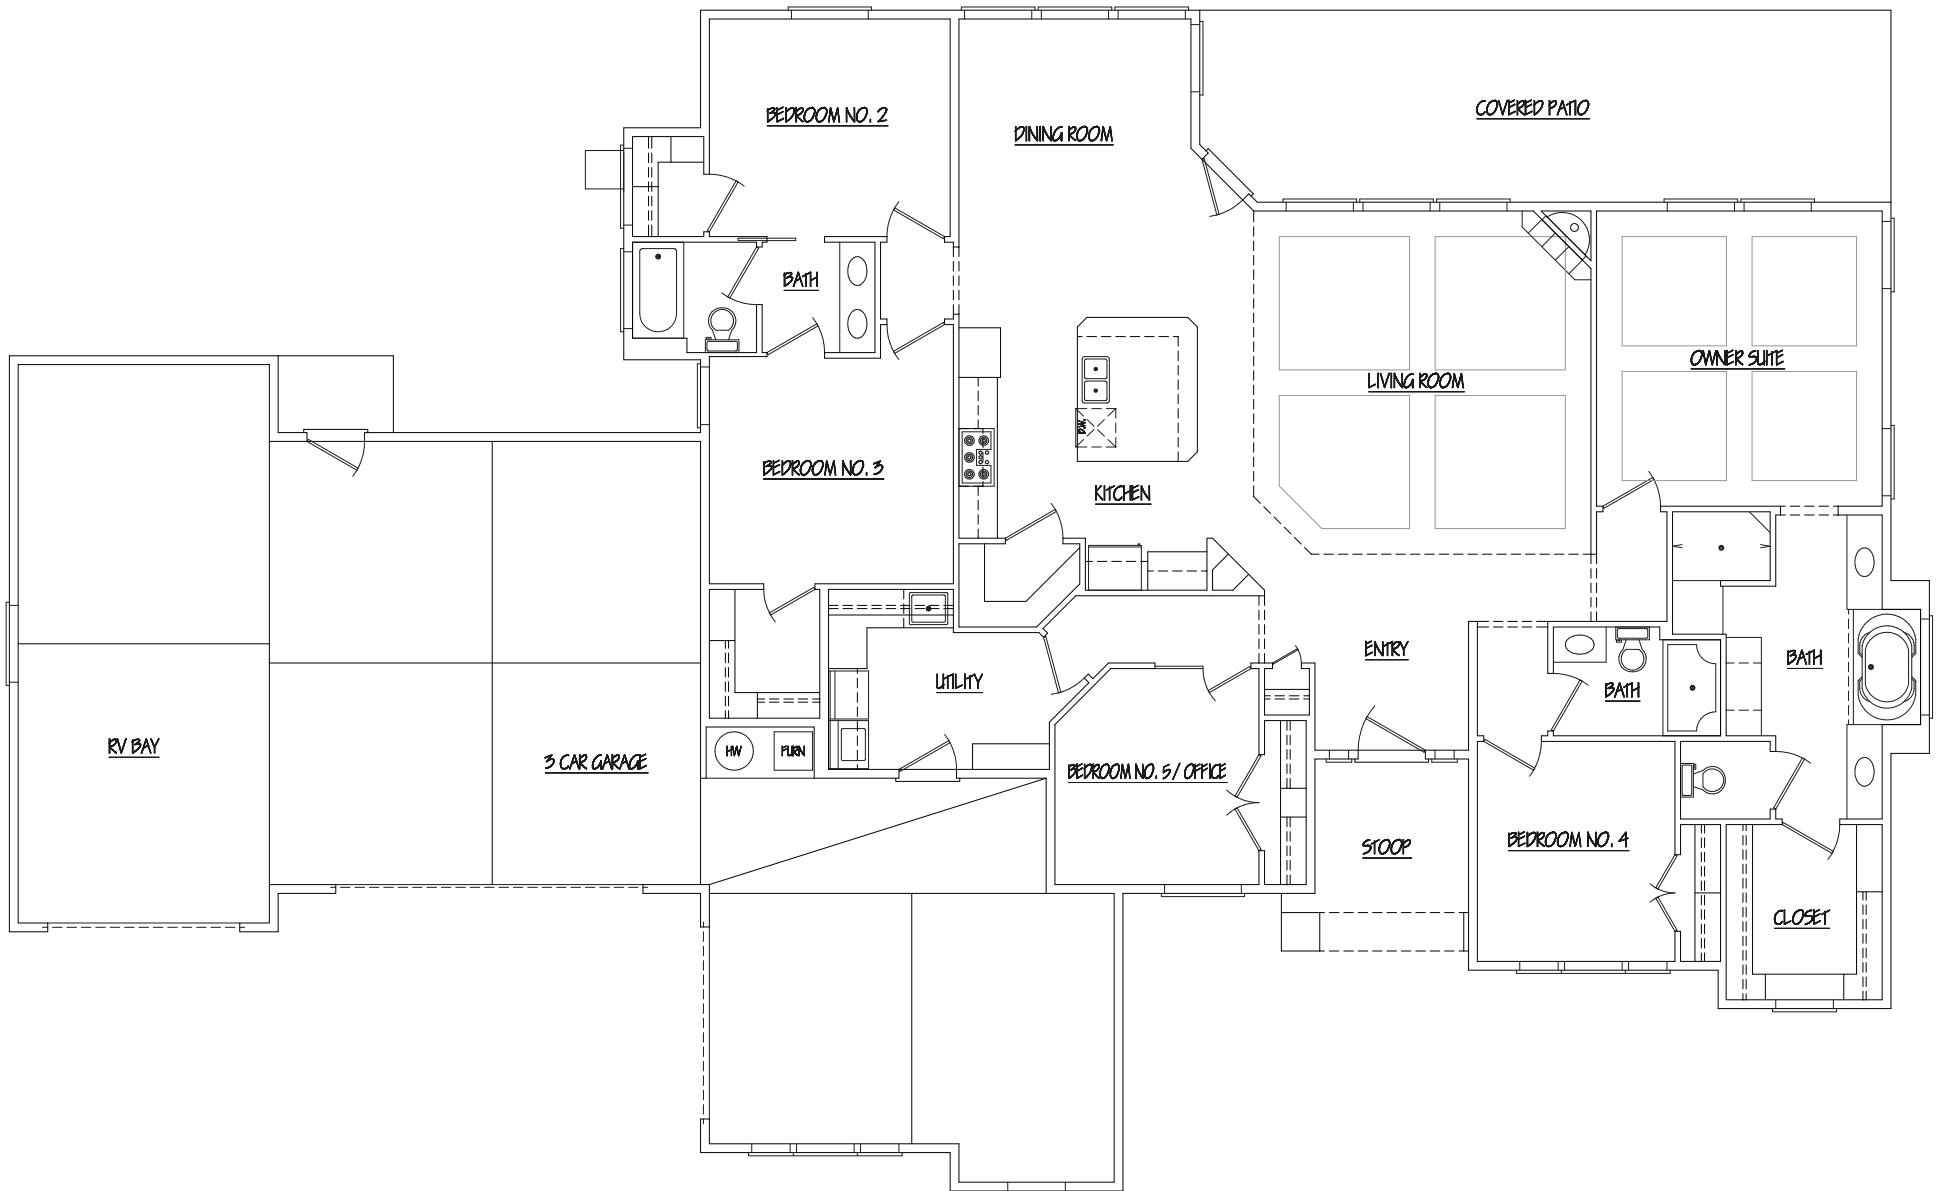 BEDROOM NO. 2
DINING ROOM
COVERED PATIO
BATH
LIVING ROOM
OWNER SUITE
D.W.
BEDROOM NO. 3
KITCHEN
ENTRY
UTILITY
BATH
BATH
RV BAY
3 CAR GARAGE
HW
FURN
BEDROOM NO. 5 / OFFICE
STOOP
BEDROOM NO. 4
CLOSET